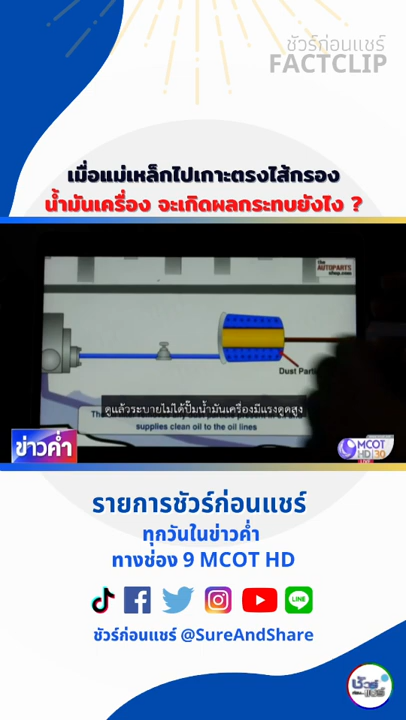 ชัวร์ก่อนแชร์
FACTCLIP
เมื่อแม่เหล็กไปเกาะตรงไส้กรอง
น้ำมันเครื่อง จะเกิดผลกระทบยังไง ?
the
AUTOPARTS
shop.com
Dust Parti
ดูแล้วระบายไม่ได้ปั๊มน้ำมันเครื่องมีแรงดูดสูง
supplies clean oil to the oil lines
ข่าวค่ำ
MCOT
HD 30
รายการชัวร์ก่อนแชร์
ทุกวันในข่าวค่ำ
ทางช่อง 9 MCOT HD
LINE
ชัวร์ก่อนแชร์ @SureAndShare
ชัวร์
ก่อน
แชร์